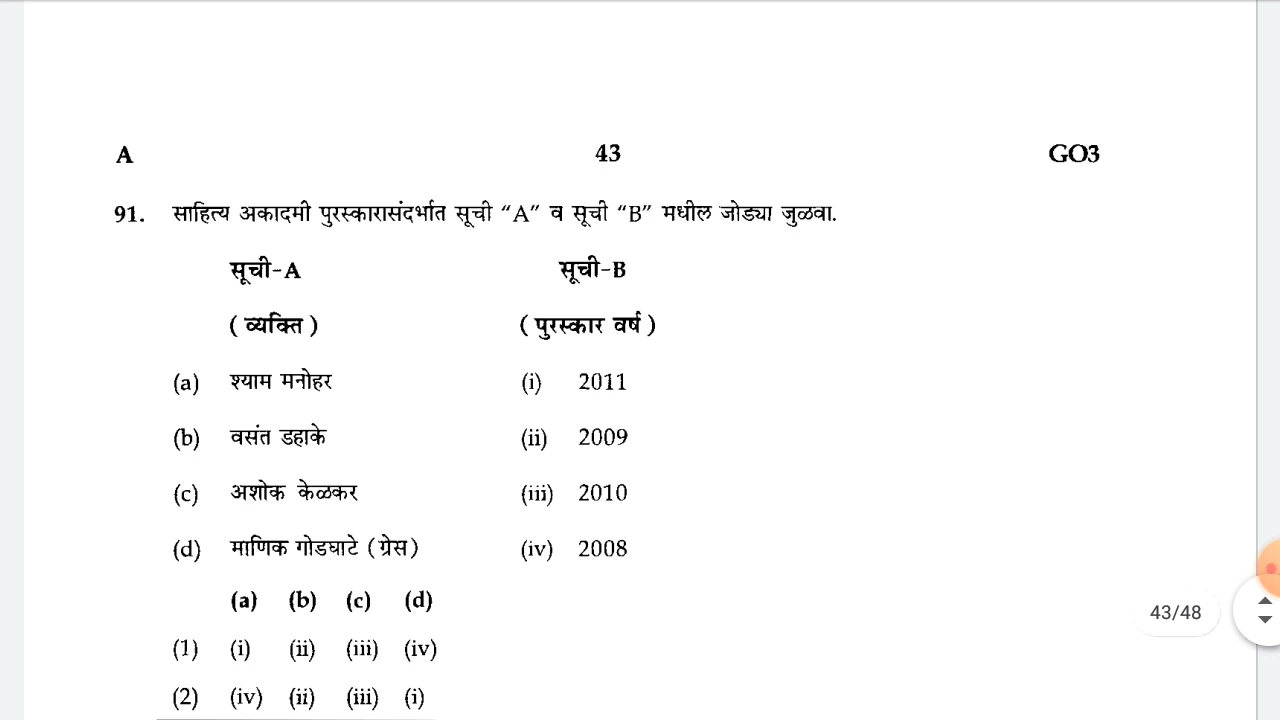 A 43 GO3
91. साहित्य अकादमी पुरस्कारासंदर्भात सूची “A” व सूची “B” मधील जोड्या जुळवा.
सूची-A सूची-B
( व्यक्ति ) ( पुरस्कार वर्ष )
(a) श्याम मनोहर (i) 2011
(b) वसंत डहाके (ii) 2009
(c) अशोक केळकर (iii) 2010
(d) माणिक गोडघाटे (ग्रेस) (iv) 2008
(a) (b) (c) (d)
(1) (i) (ii) (iii) (iv)
43/48
(2) (iv) (ii) (iii) (i)